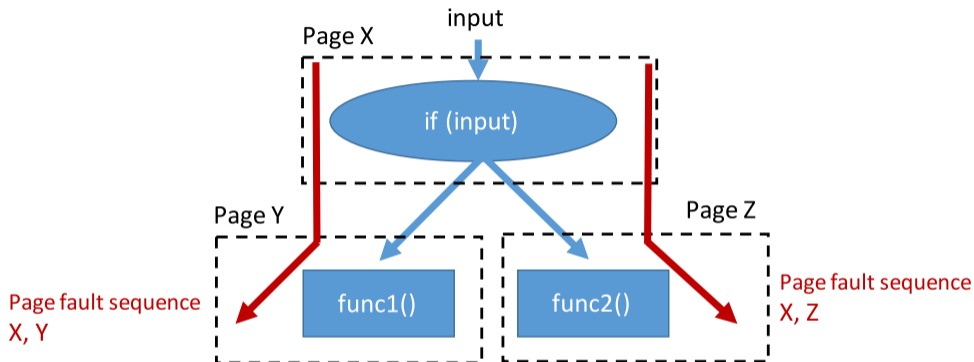 input
Page X
if (input)
Page Y
Page Z
func1()
func2()
Page fault sequence
X, Y
Page fault sequence
X, Z